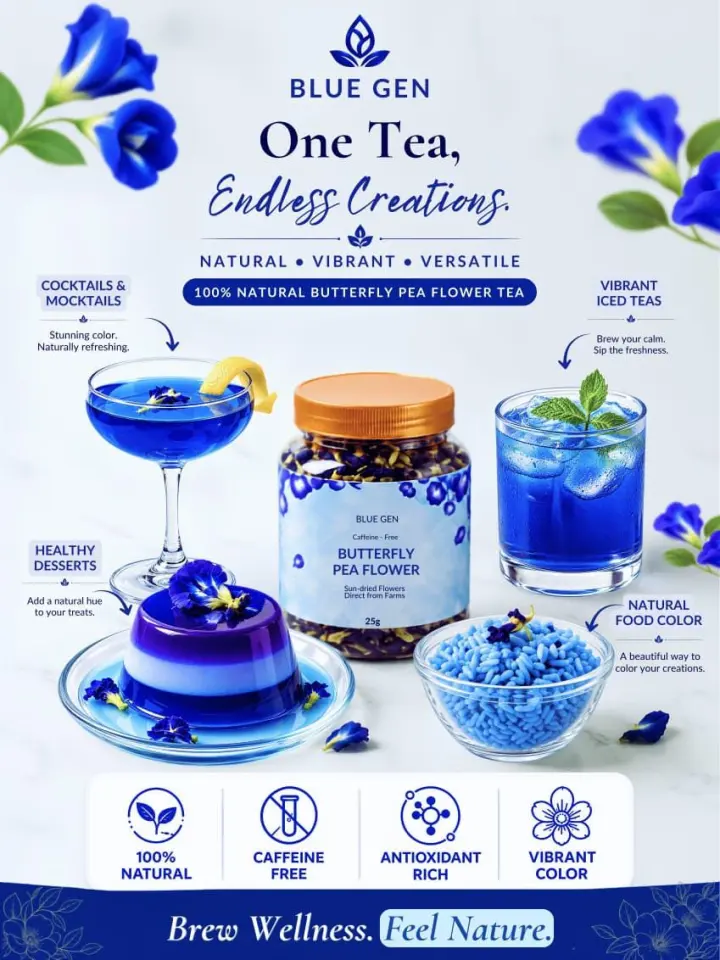 BLUE GEN
One Tea,
Endless Creations.
NATURAL • VIBRANT • VERSATILE
100% NATURAL BUTTERFLY PEA FLOWER TEA
COCKTAILS &
MOCKTAILS
Stunning color.
Naturally refreshing.
VIBRANT
ICED TEAS
Brew your calm.
Sip the freshness.
BLUE GEN
Caffeine - Free
BUTTERFLY
PEA FLOWER
Sun-dried Flowers
Direct from Farms
25g
HEALTHY
DESSERTS
Add a natural hue
to your treats.
NATURAL
FOOD COLOR
A beautiful way to
color your creations.
100%
NATURAL
CAFFEINE
FREE
ANTIOXIDANT
RICH
VIBRANT
COLOR
Brew Wellness. Feel Nature.